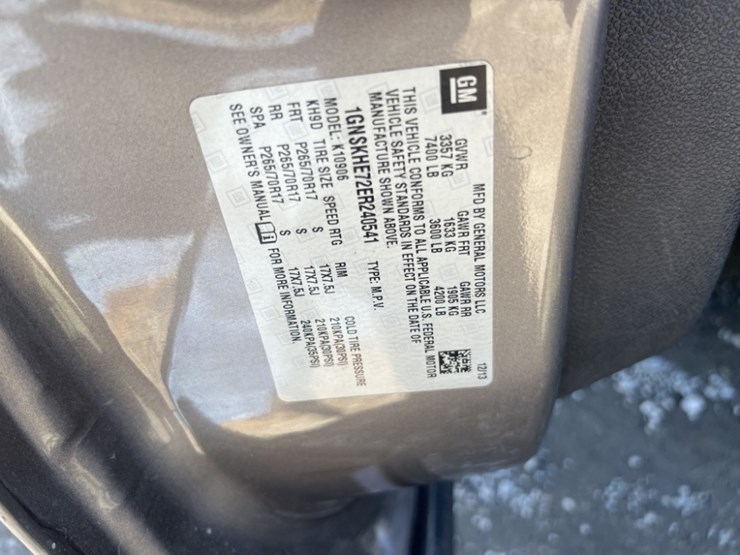 GM
MFD BY GENERAL MOTORS LLC 12/13
GVWR GAWR FRT GAWR RR
3357 KG 1633 KG 1905 KG
7400 LB 3600 LB 4200 LB
THIS VEHICLE CONFORMS TO ALL APPLICABLE U.S. FEDERAL MOTOR
VEHICLE SAFETY STANDARDS IN EFFECT ON THE DATE OF
MANUFACTURE SHOWN ABOVE.
1GNSKHE72ER240541 TYPE: M.P.V.
MODEL: K10906
KH9D TIRE SIZE SPEED RTG RIM COLD TIRE PRESSURE
FRT P265/70R17 S 17X7.5J 210KPA(30PSI)
RR P265/70R17 S 17X7.5J 210KPA(30PSI)
SPA P265/70R17 S 17X7.5J 240KPA(35PSI)
SEE OWNER'S MANUAL FOR MORE INFORMATION.